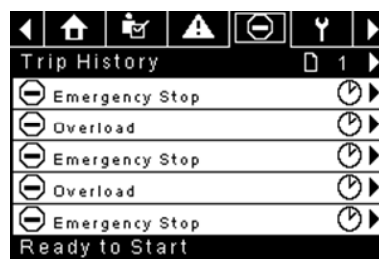 Trip History 1
Emergency Stop
Overload
Emergency Stop
Overload
Emergency Stop
Ready to Start